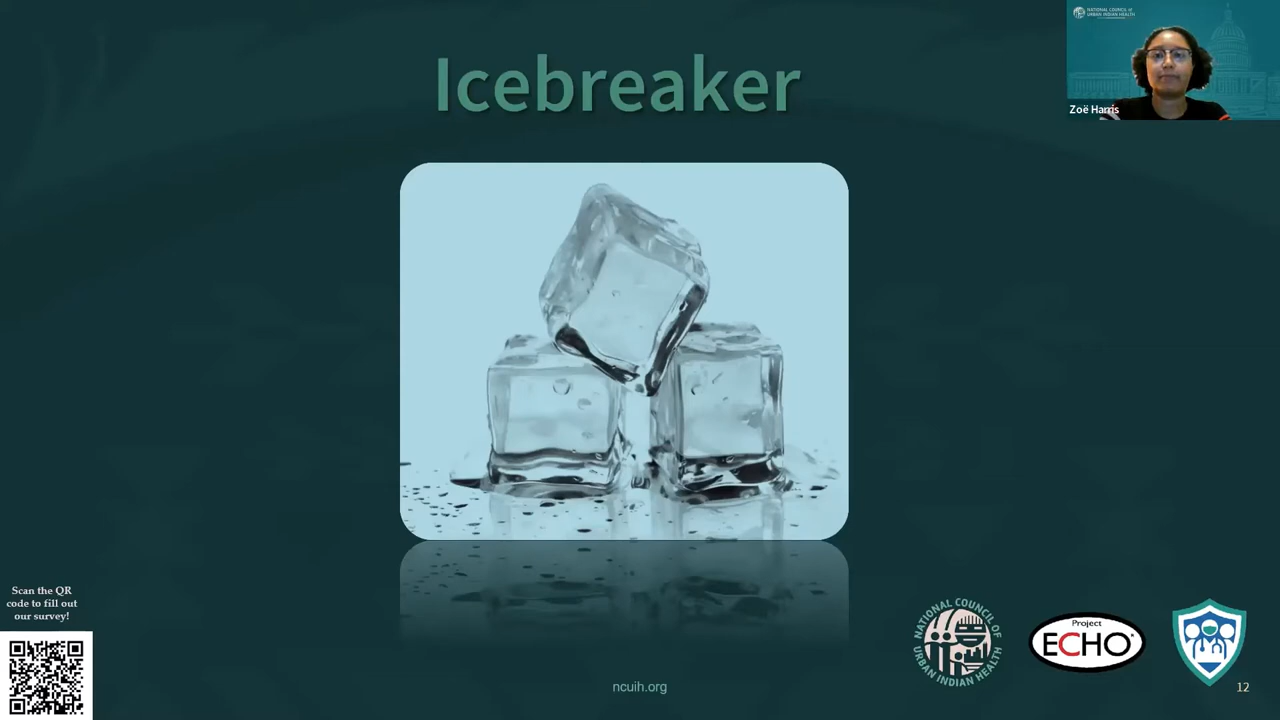 NATIONAL COUNCIL of
URBAN INDIAN HEALTH
Icebreaker
Zoë Harris
Scan the QR
code to fill out
our survey!
NATIONAL COUNCIL OF
URBAN INDIAN HEALTH
Project
ECHO
ncuih.org
12